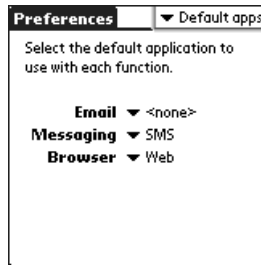 Preferences ▼ Default apps
Select the default application to
use with each function.
Email ▼ <none>
Messaging ▼ SMS
Browser ▼ Web